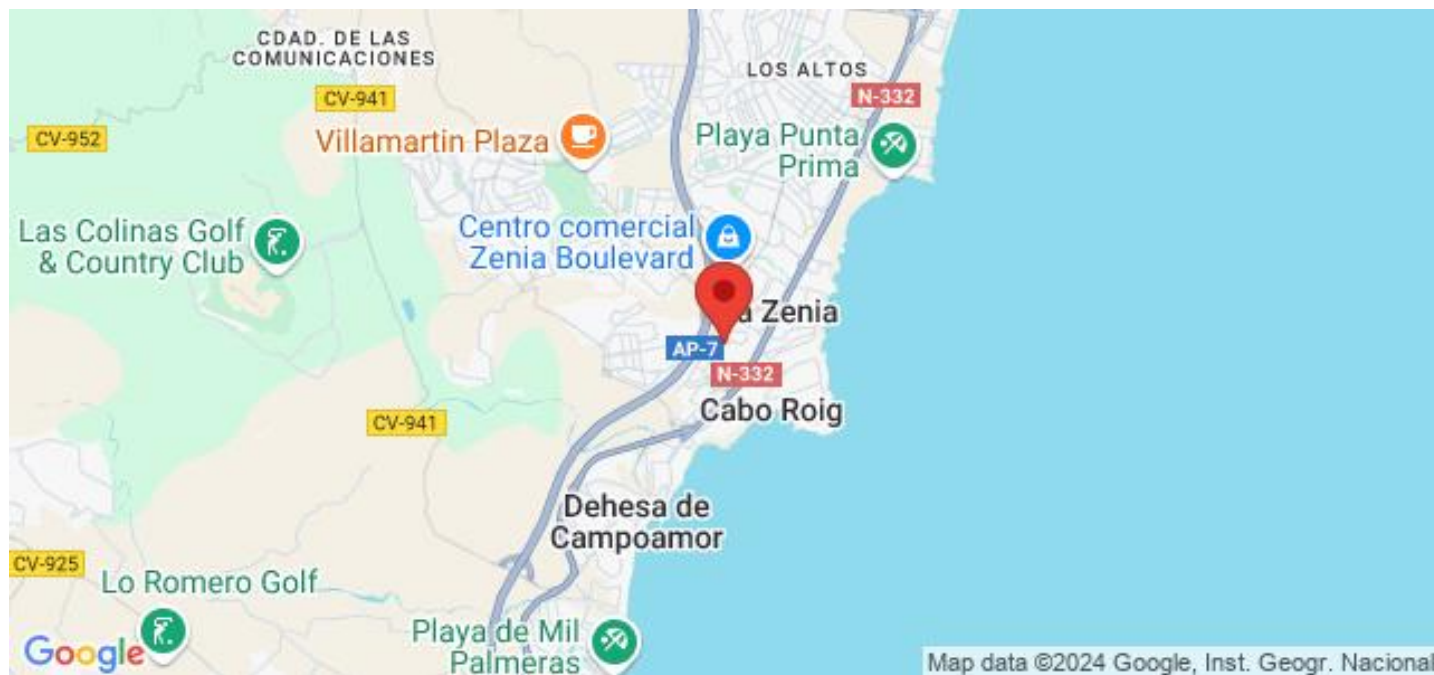 CDAD. DE LAS
COMUNICACIONES
LOS ALTOS
CV-941
N-332
CV-952
Villamartin Plaza
Playa Punta
Prima
Las Colinas Golf
& Country Club
Centro comercial
Zenia Boulevard
a Zenia
AP-7
N-332
Cabo Roig
CV-941
Dehesa de
Campoamor
CV-925
Lo Romero Golf
Playa de Mil
Palmeras
Google
Map data ©2024 Google, Inst. Geogr. Nacional